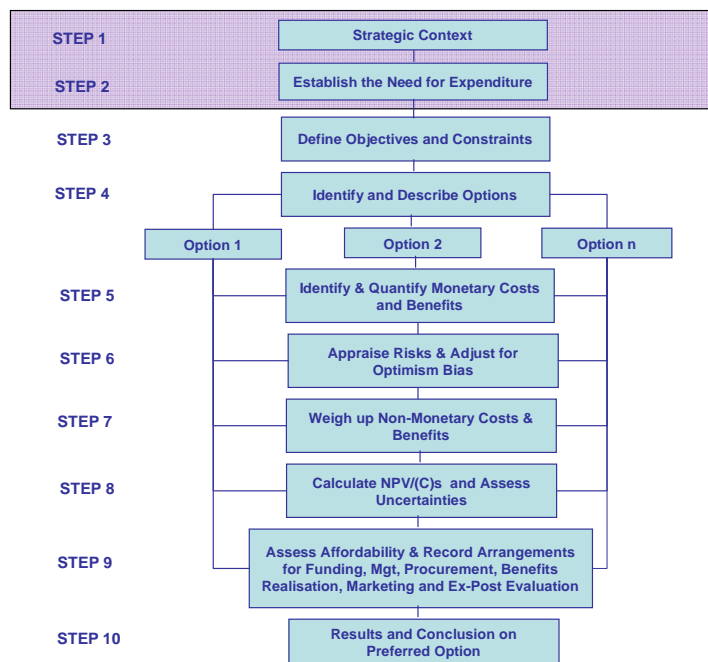 STEP 1
Strategic Context
STEP 2
Establish the Need for Expenditure
STEP 3
Define Objectives and Constraints
STEP 4
Identify and Describe Options
Option 1
Option 2
Option n
STEP 5
Identify & Quantify Monetary Costs
and Benefits
STEP 6
Appraise Risks & Adjust for
Optimism Bias
STEP 7
Weigh up Non-Monetary Costs &
Benefits
STEP 8
Calculate NPV/(C)s and Assess
Uncertainties
STEP 9
Assess Affordability & Record Arrangements
for Funding, Mgt, Procurement, Benefits
Realisation, Marketing and Ex-Post Evaluation
STEP 10
Results and Conclusion on
Preferred Option